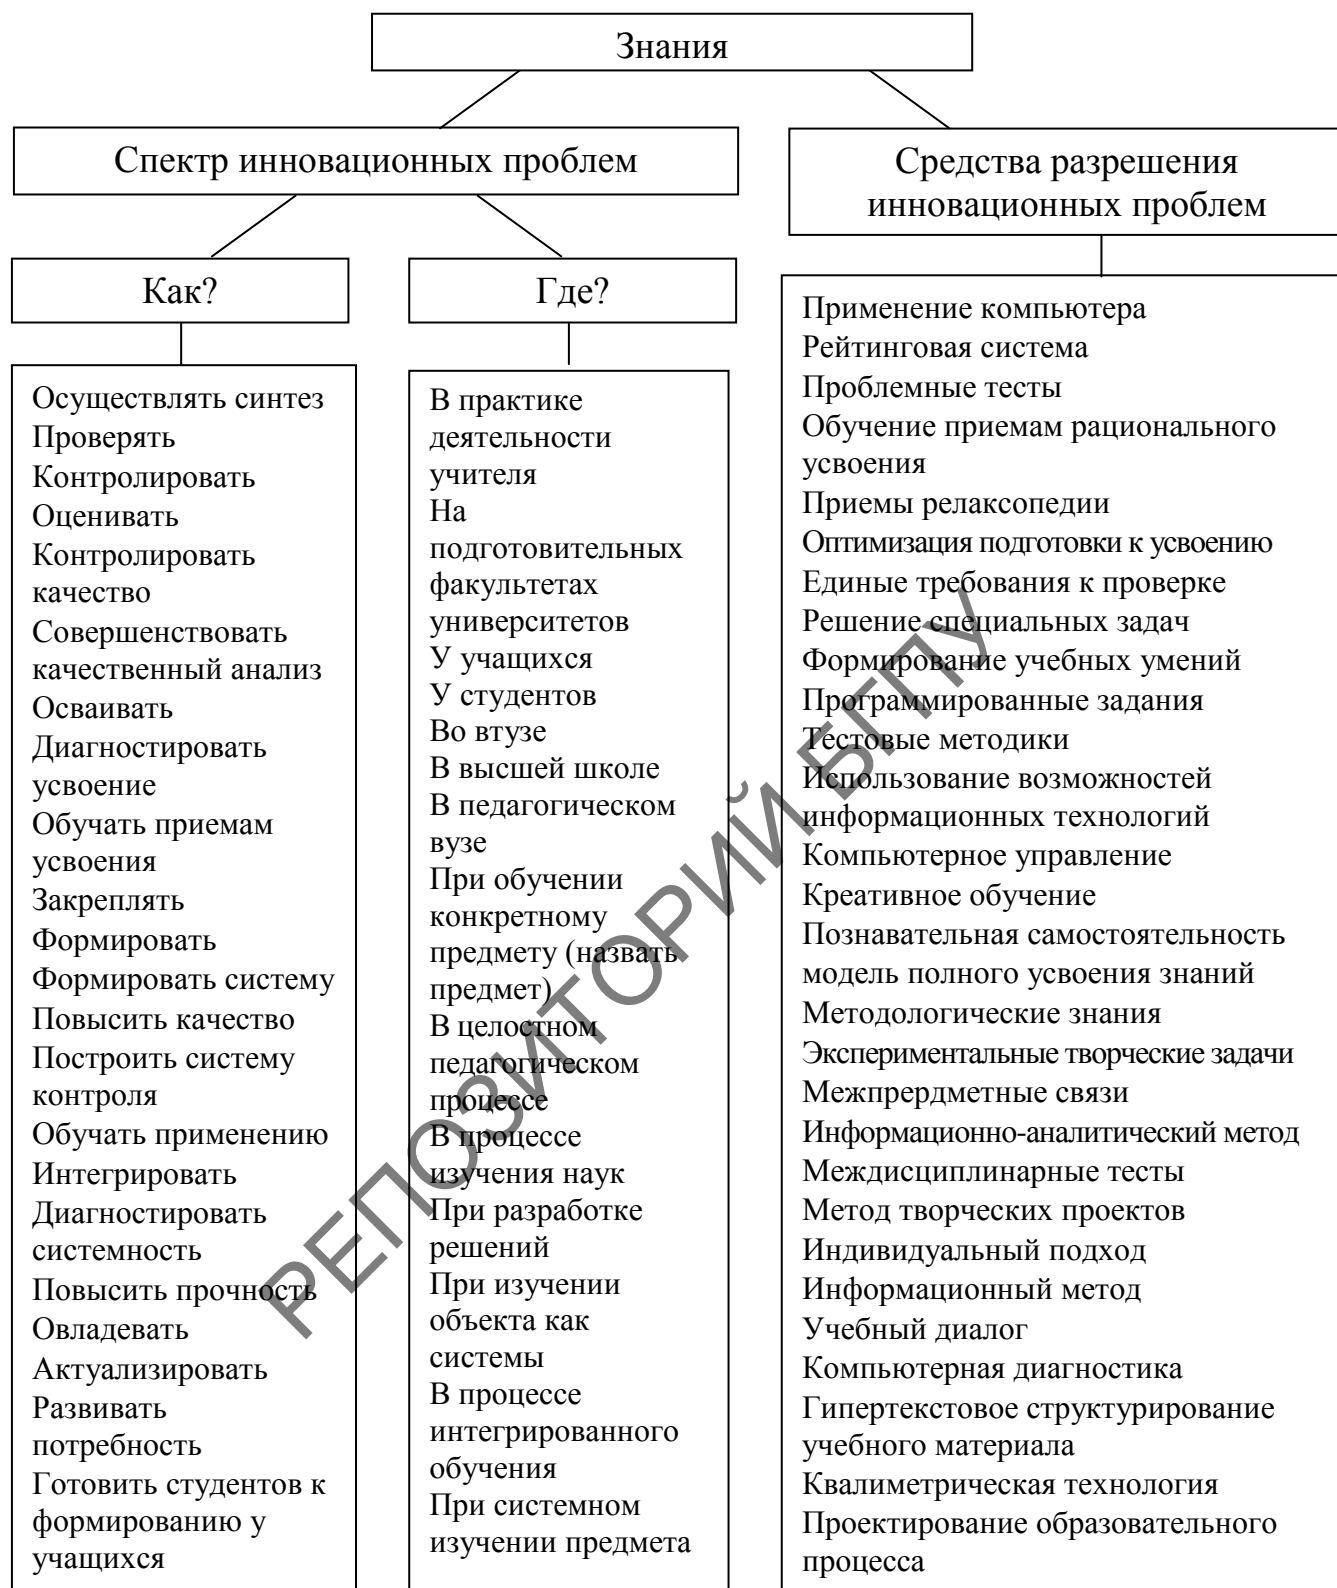 Знания
Спектр инновационных проблем
Средства разрешения
инновационных проблем
Как?
Где?
Осуществлять синтез
Проверять
Контролировать
Оценивать
Контролировать
качество
Совершенствовать
качественный анализ
Осваивать
Диагностировать
усвоение
Обучать приемам
усвоения
Закреплять
Формировать
Формировать систему
Повысить качество
Построить систему
контроля
Обучать применению
Интегрировать
Диагностировать
системность
Повысить прочность
Овладевать
Актуализировать
Развивать
потребность
Готовить студентов к
формированию у
учащихся
В практике
деятельности
учителя
На
подготовительных
факультетах
университетов
У учащихся
У студентов
Во втузе
В высшей школе
В педагогическом
вузе
При обучении
конкретному
предмету (назвать
предмет)
В целостном
педагогическом
процессе
В процессе
изучения наук
При разработке
решений
При изучении
объекта как
системы
В процессе
интегрированного
обучения
При системном
изучении предмета
Применение компьютера
Рейтинговая система
Проблемные тесты
Обучение приемам рационального
усвоения
Приемы релаксопедии
Оптимизация подготовки к усвоению
Единые требования к проверке
Решение специальных задач
Формирование учебных умений
Программированные задания
Тестовые методики
Использование возможностей
информационных технологий
Компьютерное управление
Креативное обучение
Познавательная самостоятельность
модель полного усвоения знаний
Методологические знания
Экспериментальные творческие задачи
Межпрердметные связи
Информационно-аналитический метод
Междисциплинарные тесты
Метод творческих проектов
Индивидуальный подход
Информационный метод
Учебный диалог
Компьютерная диагностика
Гипертекстовое структурирование
учебного материала
Квалиметрическая технология
Проектирование образовательного
процесса
РЕПОЗИТОРИЙ БГПУ